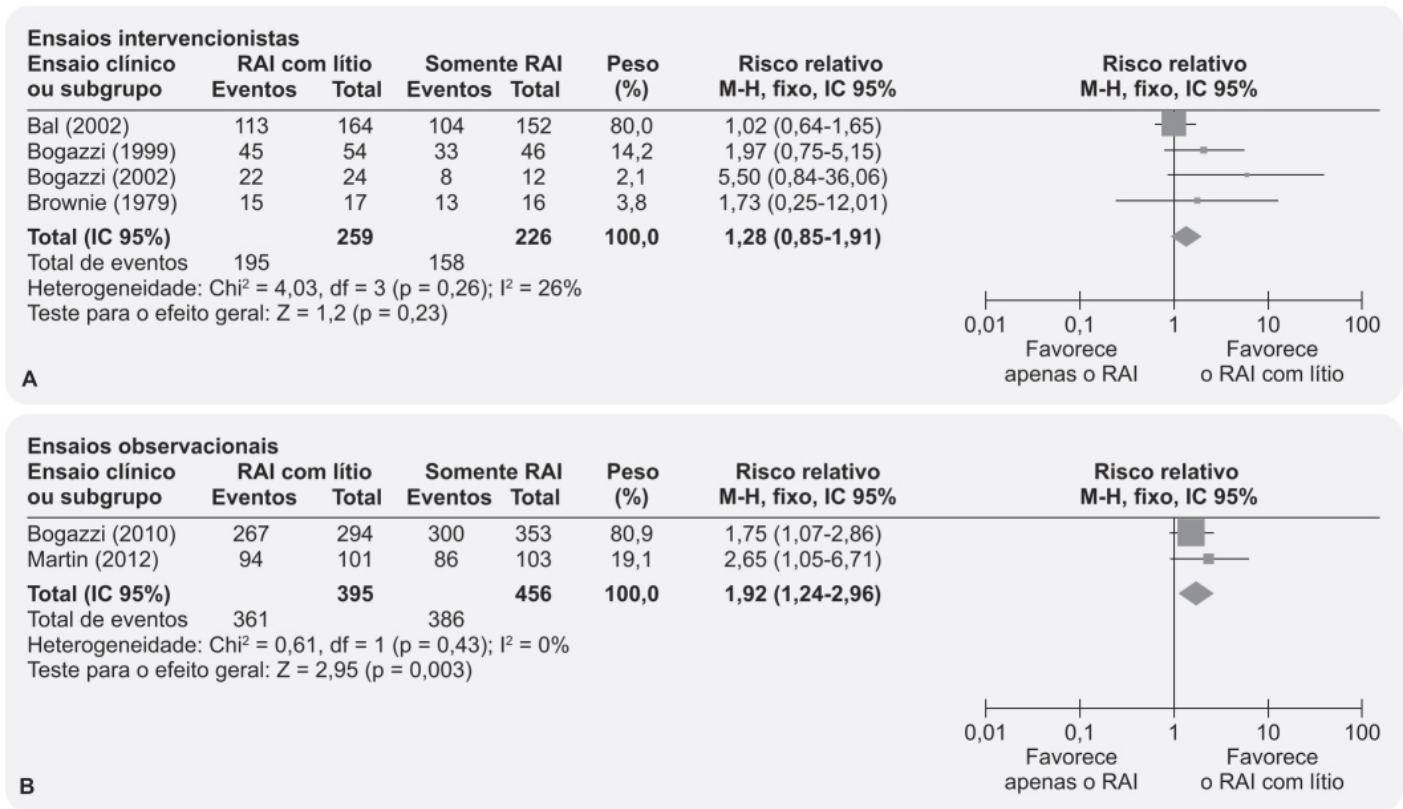 Ensaios intervencionistas
Ensaio clínico RAI com lítio Somente RAI Peso Risco relativo Risco relativo
ou subgrupo Eventos Total Eventos Total (%) M-H, fixo, IC 95% M-H, fixo, IC 95%
Bal (2002) 113 164 104 152 80,0 1,02 (0,64-1,65)
Bogazzi (1999) 45 54 33 46 14,2 1,97 (0,75-5,15)
Bogazzi (2002) 22 24 8 12 2,1 5,50 (0,84-36,06)
Brownie (1979) 15 17 13 16 3,8 1,73 (0,25-12,01)
Total (IC 95%) 259 226 100,0 1,28 (0,85-1,91)
Total de eventos 195 158
Heterogeneidade: Chi² = 4,03, df = 3 (p = 0,26); I² = 26%
Teste para o efeito geral: Z = 1,2 (p = 0,23)
0,01 0,1 1 10 100
Favorece Favorece
apenas o RAI o RAI com lítio
A
Ensaios observacionais
Ensaio clínico RAI com lítio Somente RAI Peso Risco relativo Risco relativo
ou subgrupo Eventos Total Eventos Total (%) M-H, fixo, IC 95% M-H, fixo, IC 95%
Bogazzi (2010) 267 294 300 353 80,9 1,75 (1,07-2,86)
Martin (2012) 94 101 86 103 19,1 2,65 (1,05-6,71)
Total (IC 95%) 395 456 100,0 1,92 (1,24-2,96)
Total de eventos 361 386
Heterogeneidade: Chi² = 0,61, df = 1 (p = 0,43); I² = 0%
Teste para o efeito geral: Z = 2,95 (p = 0,003)
0,01 0,1 1 10 100
Favorece Favorece
apenas o RAI o RAI com lítio
B